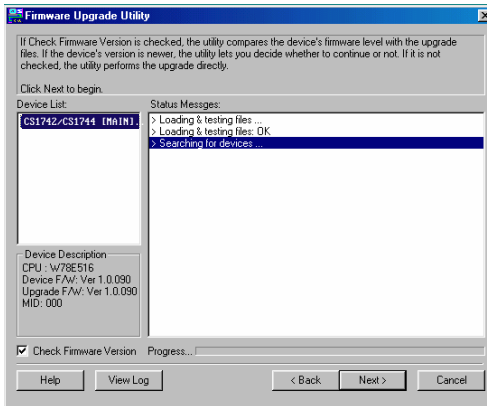 Firmware Upgrade Utility
If Check Firmware Version is checked, the utility compares the device's firmware level with the upgrade
files. If the device's version is newer, the utility lets you decide whether to continue or not. If it is not
checked, the utility performs the upgrade directly.
Click Next to begin.
Device List:
Status Messges:
CS1742/CS1744 [MAIN].
> Loading & testing files ...
> Loading & testing files: OK
> Searching for devices ...
Device Description
CPU : W78E516
Device F/W: Ver 1.0.090
Upgrade F/W: Ver 1.0.090
MID: 000
Check Firmware Version
Progress...
Help
View Log
< Back
Next >
Cancel